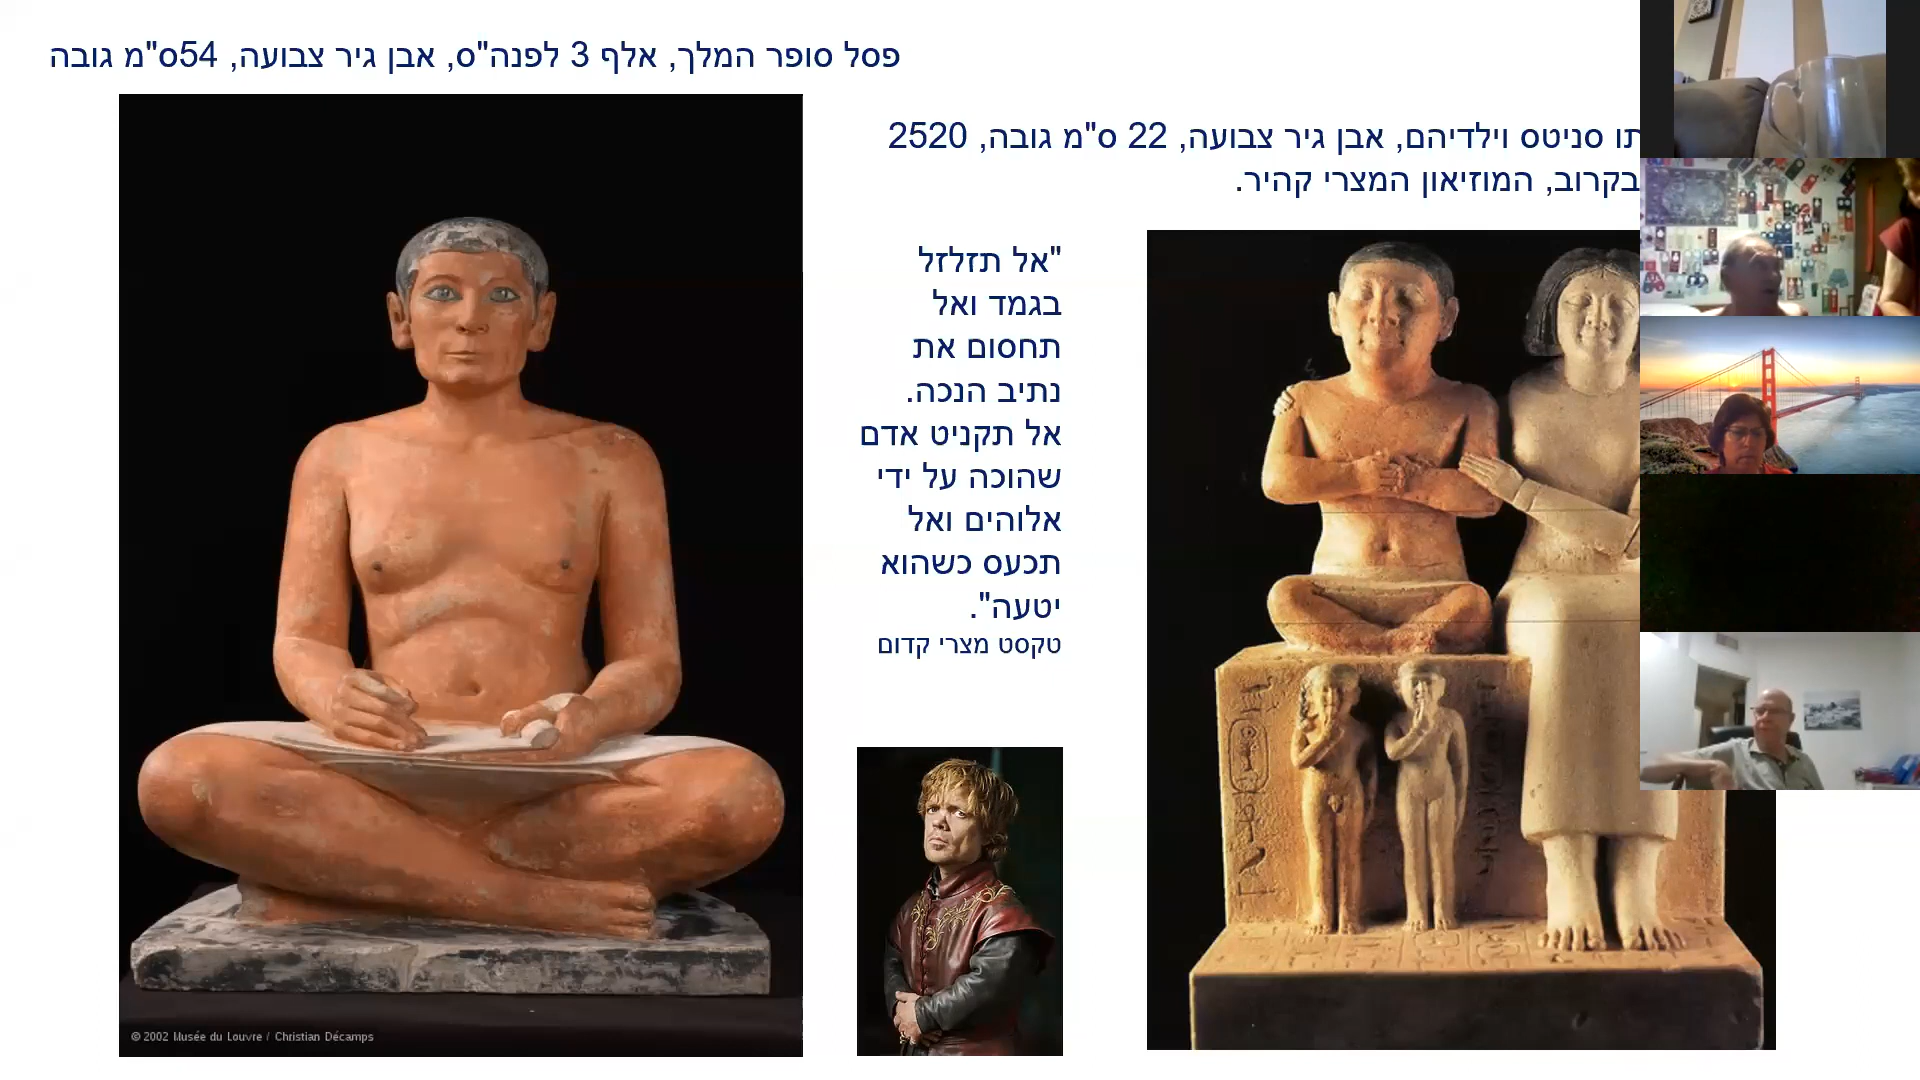 פסל סופר המלך, אלף 3 לפנה"ס, אבן גיר צבועה, 54ס"מ גובה
תו סניטס וילדיהם, אבן גיר צבועה, 22 ס"מ גובה, 2520
בקרוב, המוזיאון המצרי קהיר.
"אל תזלזל
בגמד ואל
תחסום את
נתיב הנכה.
אל תקניט אדם
שהוכה על ידי
אלוהים ואל
תכעס כשהוא
יטעה".
טקסט מצרי קדום
© 2002 Musée du Louvre / Christian Décamps